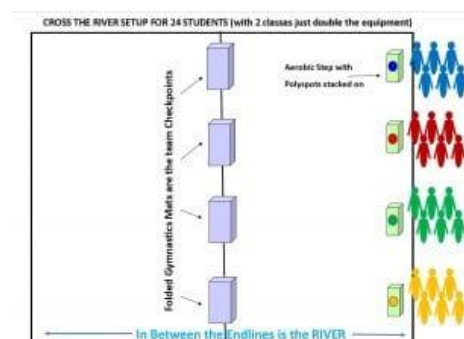 CROSS THE RIVER SETUP FOR 24 STUDENTS (with 2 classes just double the equipment)
Aerobic Step with
Polyspots stacked on
Folded Gymnastics Mats are the team Checkpoints
In Between the Endlines is the RIVER